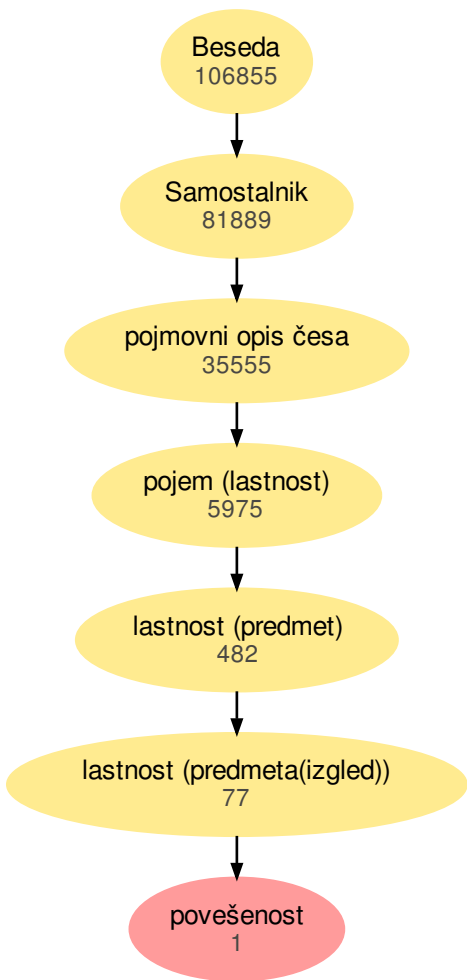 Beseda
106855
Samostalnik
81889
pojmovni opis česa
35555
pojem (lastnost)
5975
lastnost (predmet)
482
lastnost (predmeta(izgled))
77
povešenost
1